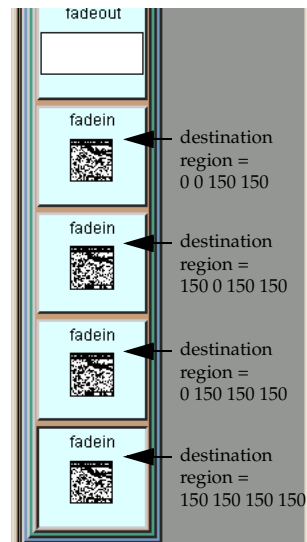 fadeout
fadein
destination
region =
0 0 150 150
fadein
destination
region =
150 0 150 150
fadein
destination
region =
0 150 150 150
fadein
destination
region =
150 150 150 150